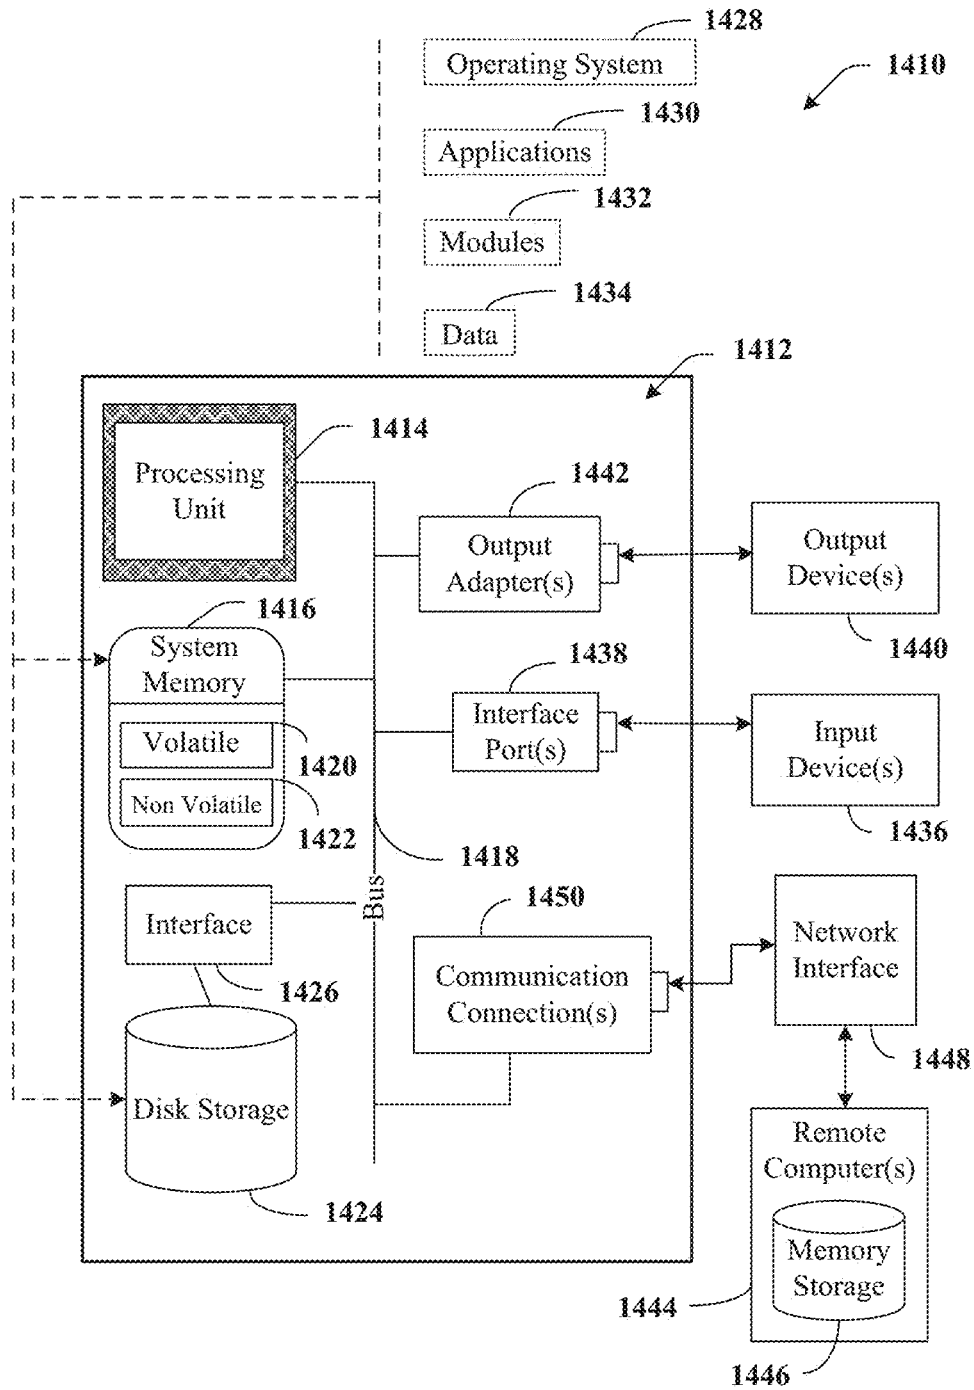 1428
Operating System
1410
1430
Applications
1432
Modules
1434
Data
1412
1414
Processing
Unit
1442
Output
Adapter(s)
Output
Device(s)
1440
1416
System
Memory
Volatile
1420
Non Volatile
1422
1438
Interface
Port(s)
Input
Device(s)
1436
1418
Bus
Interface
1426
1450
Communication
Connection(s)
Network
Interface
1448
Disk Storage
1424
Remote
Computer(s)
Memory
Storage
1444
1446